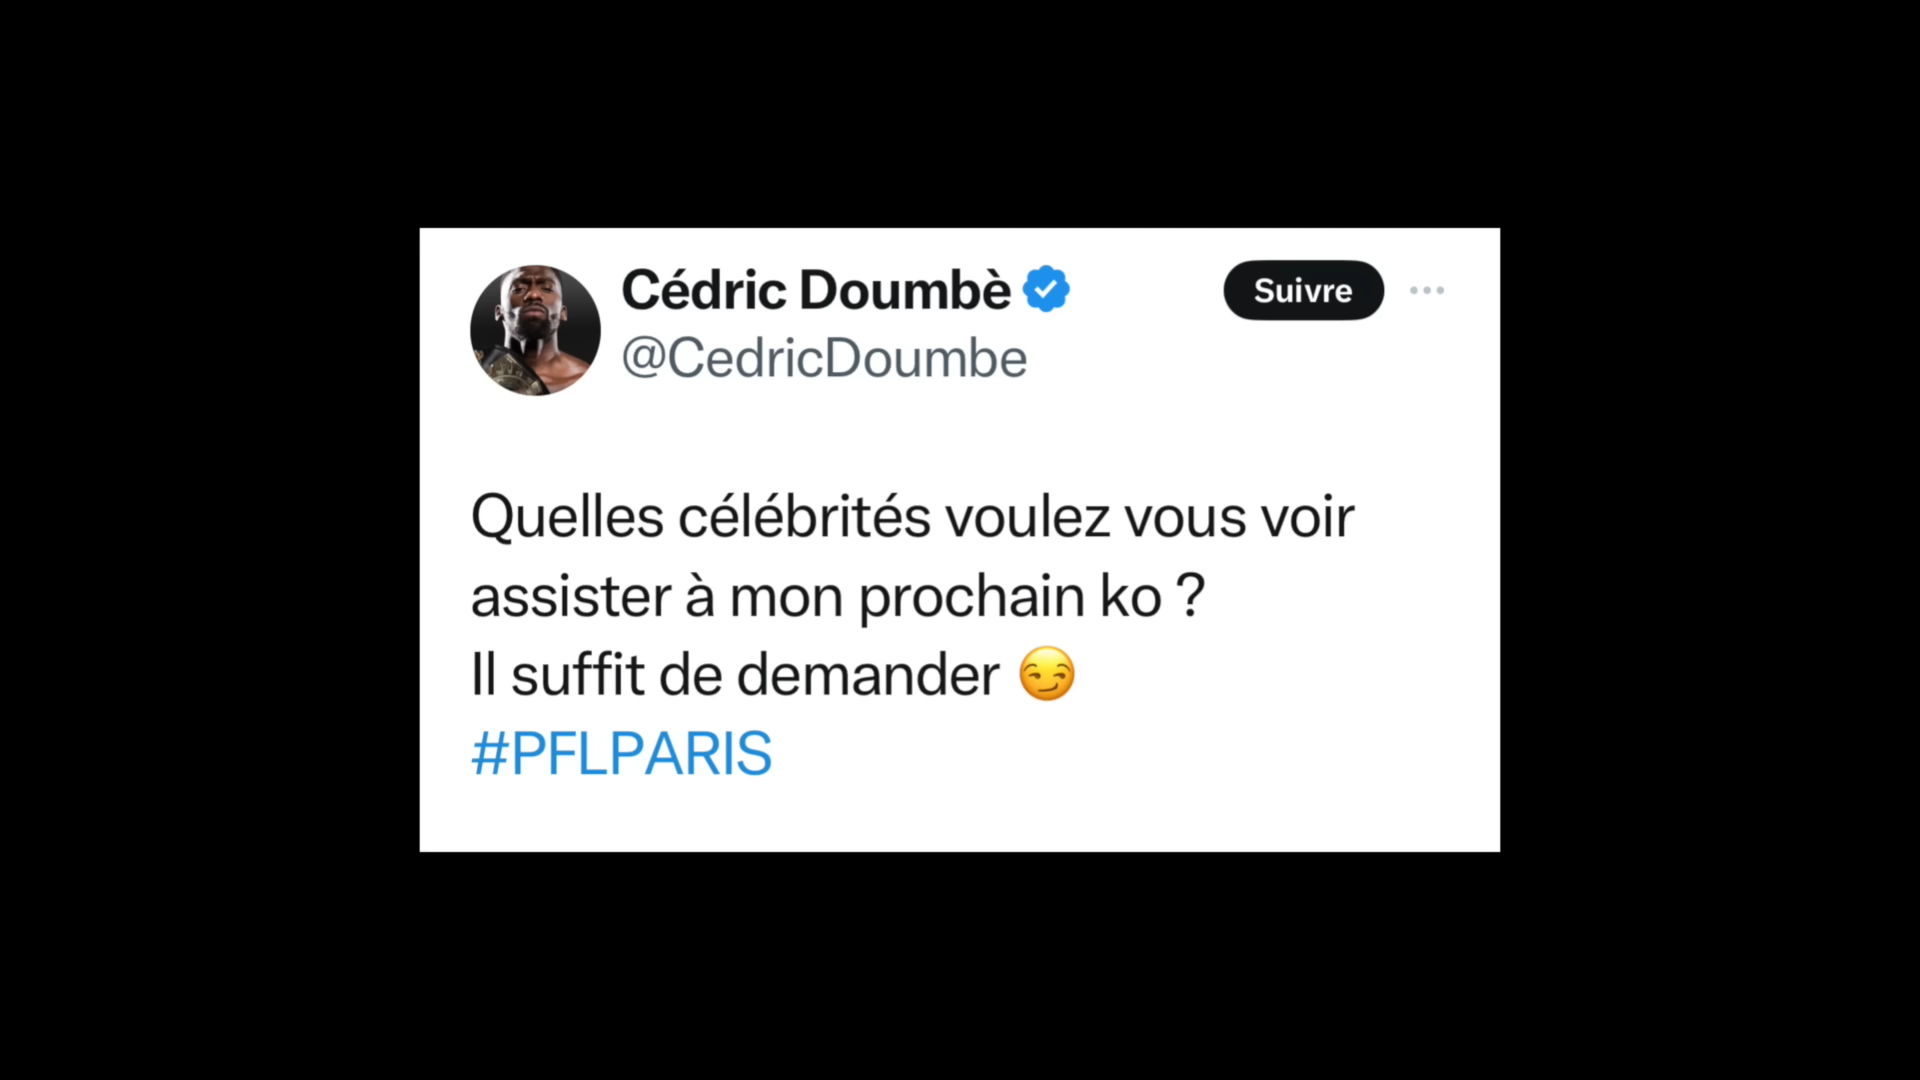 Cédric Doumbè
Suivre
@CedricDoumbe
Quelles célébrités voulez vous voir
assister à mon prochain ko ?
Il suffit de demander 😏
#PFLPARIS